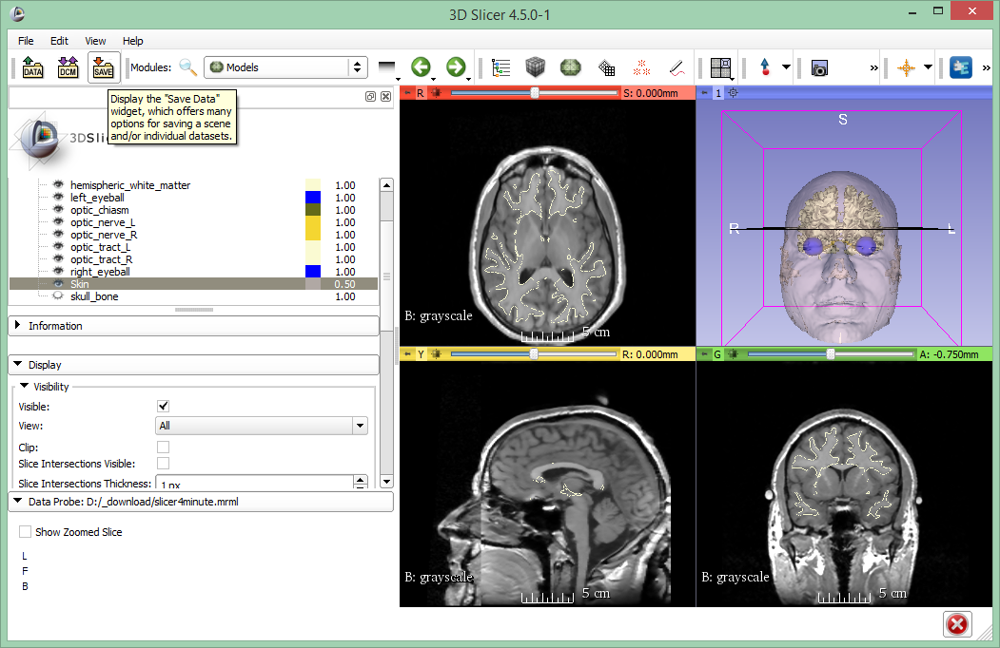 3D Slicer 4.5.0-1
File Edit View Help
DATA DCM SAVE Modules: Models
Display the "Save Data"
widget, which offers many
options for saving a scene
and/or individual datasets.
3DSli
hemispheric_white_matter 1.00
left_eyeball 1.00
optic_chiasm 1.00
optic_nerve_L 1.00
optic_nerve_R 1.00
optic_tract_L 1.00
optic_tract_R 1.00
right_eyeball 1.00
Skin 0.50
skull_bone 1.00
Information
Display
Visibility
Visible:
View: All
Clip:
Slice Intersections Visible:
Slice Intersections Thickness: 1 px
Data Probe: D:/_download/slicer4minute.mrml
Show Zoomed Slice
L
F
B
R S: 0.000mm
B: grayscale
5 cm
1
S
R L
Y R: 0.000mm
B: grayscale
5 cm
G A: -0.750mm
B: grayscale
5 cm